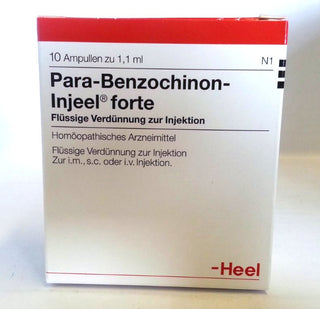 10 Ampullen zu 1,1 ml N1
Para-Benzochinon-
Injeel® forte
Flüssige Verdünnung zur Injektion
Homöopathisches Arzneimittel
Flüssige Verdünnung zur Injektion
Zur i.m., s.c. oder i.v. Injektion.
-Heel